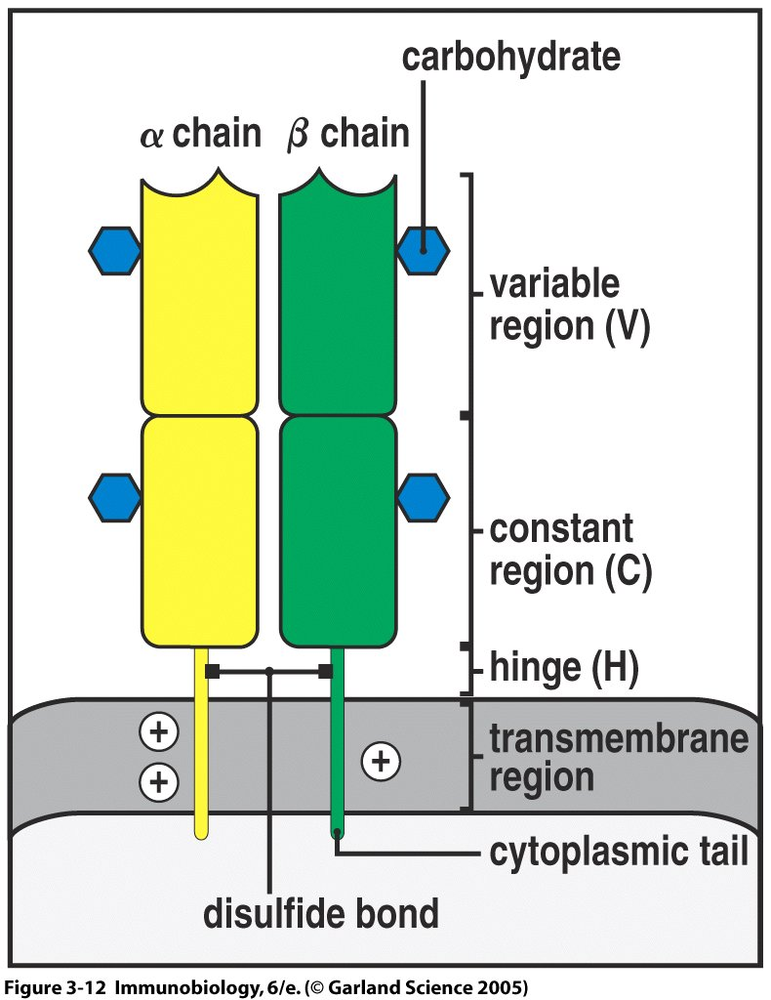 carbohydrate
α chain
β chain
variable
region (V)
constant
region (C)
hinge (H)
+
+
+
transmembrane
region
cytoplasmic tail
disulfide bond
Figure 3-12 Immunobiology, 6/e. (© Garland Science 2005)